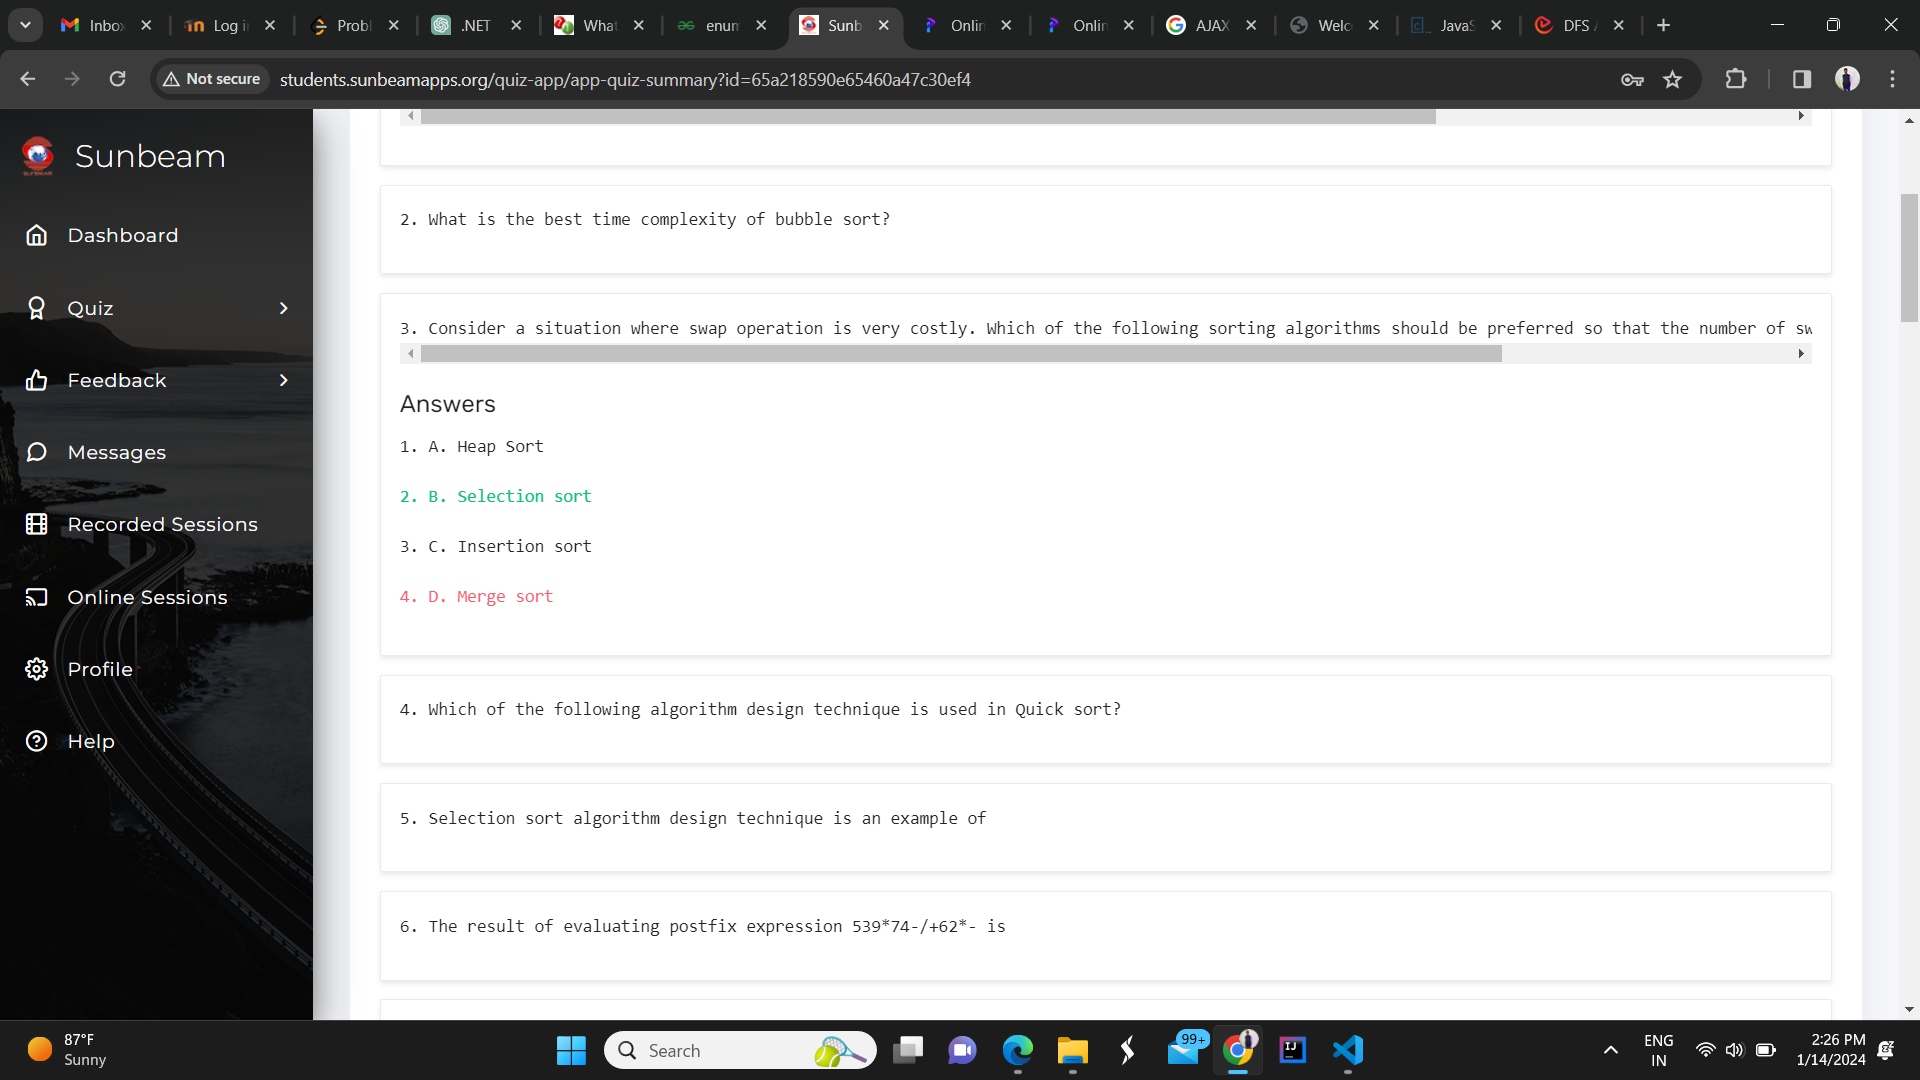 Inbo
Log i
Probl
.NET
What
enum
Sunb
Onlin
Onlin
AJAX
Welc
JavaS
DFS
Not secure
students.sunbeamapps.org/quiz-app/app-quiz-summary?id=65a218590e65460a47c30ef4
SUNBEAM
Sunbeam
Dashboard
Quiz
Feedback
Messages
Recorded Sessions
Online Sessions
Profile
Help
2. What is the best time complexity of bubble sort?
3. Consider a situation where swap operation is very costly. Which of the following sorting algorithms should be preferred so that the number of sw
Answers
1. A. Heap Sort
2. B. Selection sort
3. C. Insertion sort
4. D. Merge sort
4. Which of the following algorithm design technique is used in Quick sort?
5. Selection sort algorithm design technique is an example of
6. The result of evaluating postfix expression 539*74-/+62*- is
87°F
Sunny
Search
99+
IJ
ENG
IN
2:26 PM
1/14/2024